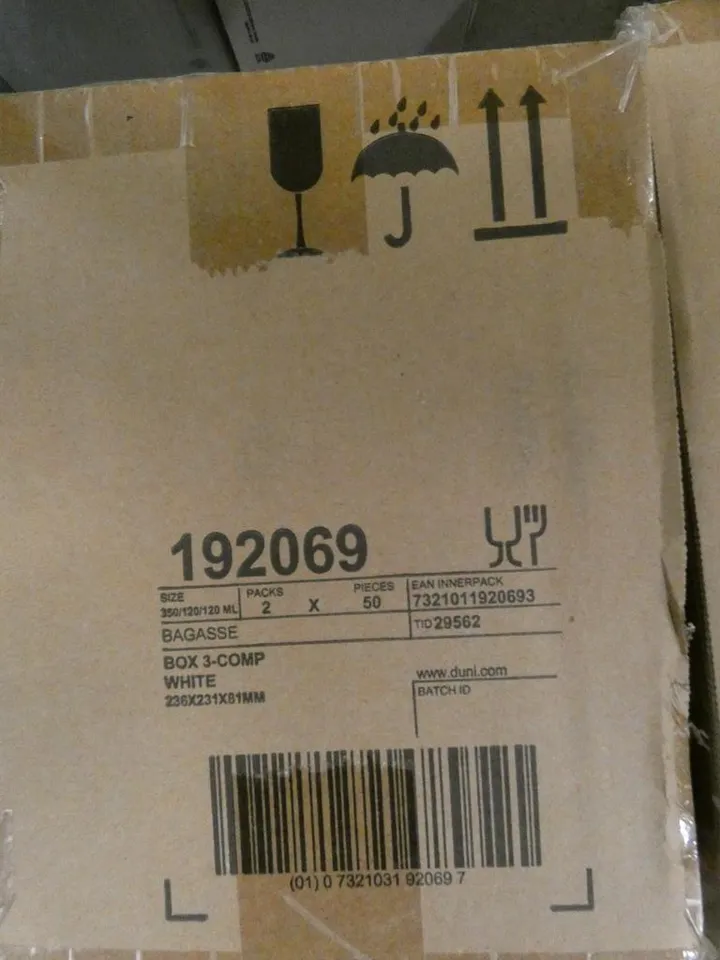 192069
SIZE PACKS PIECES EAN INNERPACK
350/120/120 ML 2 X 50 7321011920693
BAGASSE TID 29562
BOX 3-COMP
WHITE www.duni.com
236X231X81MM BATCH ID
(01) 0 7321031 92069 7